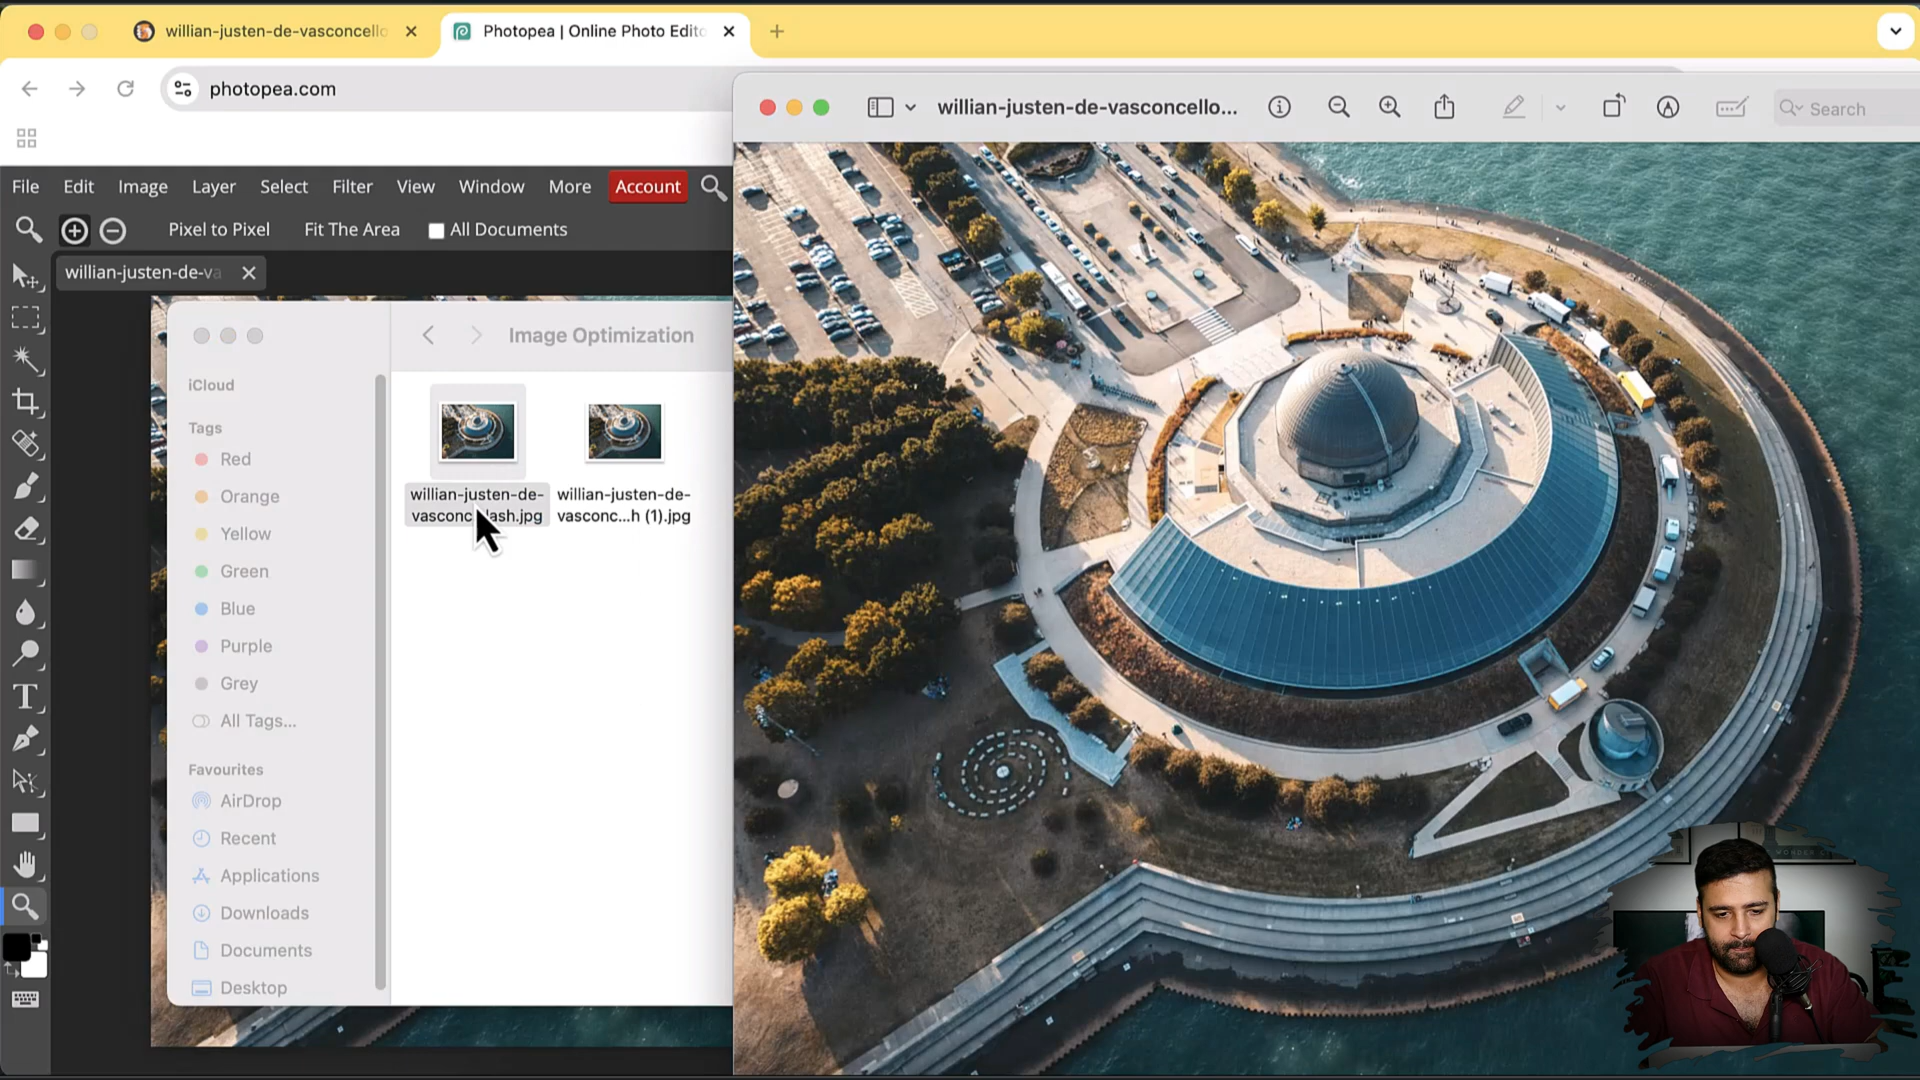 willian-justen-de-vasconcello
Photopea | Online Photo Edito
photopea.com
willian-justen-de-vasconcello...
Search
File Edit Image Layer Select Filter View Window More Account
Pixel to Pixel Fit The Area All Documents
willian-justen-de-va
Image Optimization
iCloud
Tags
Red
Orange
Yellow
Green
Blue
Purple
Grey
All Tags...
Favourites
AirDrop
Recent
Applications
Downloads
Documents
Desktop
willian-justen-de-
vasconc lash.jpg
willian-justen-de-
vasconc...h (1).jpg